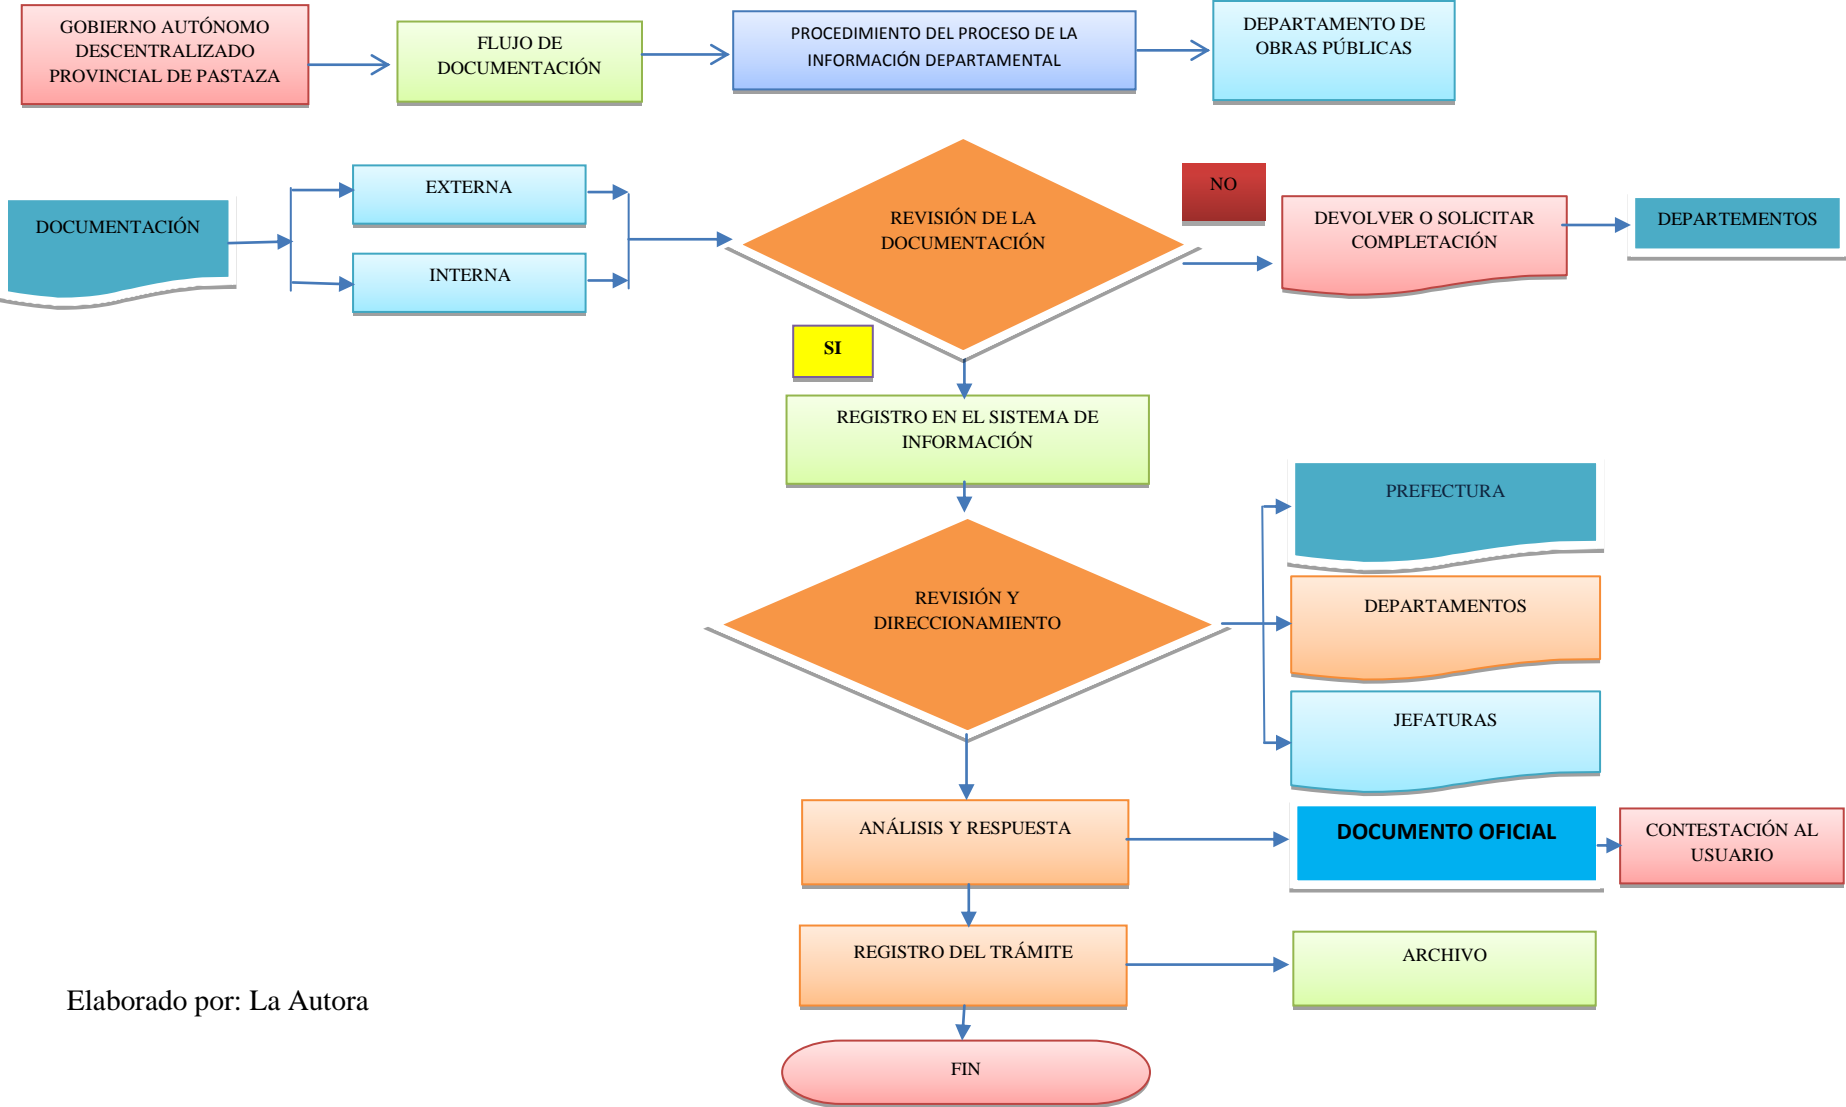 GOBIERNO AUTÓNOMO
DESCENTRALIZADO
PROVINCIAL DE PASTAZA
FLUJO DE
DOCUMENTACIÓN
PROCEDIMIENTO DEL PROCESO DE LA
INFORMACIÓN DEPARTAMENTAL
DEPARTAMENTO DE
OBRAS PÚBLICAS
DOCUMENTACIÓN
EXTERNA
INTERNA
REVISIÓN DE LA
DOCUMENTACIÓN
NO
DEVOLVER O SOLICITAR
COMPLETACIÓN
DEPARTEMENTOS
SI
REGISTRO EN EL SISTEMA DE
INFORMACIÓN
REVISIÓN Y
DIRECCIONAMIENTO
PREFECTURA
DEPARTAMENTOS
JEFATURAS
ANÁLISIS Y RESPUESTA
DOCUMENTO OFICIAL
CONTESTACIÓN AL
USUARIO
REGISTRO DEL TRÁMITE
ARCHIVO
Elaborado por: La Autora
FIN